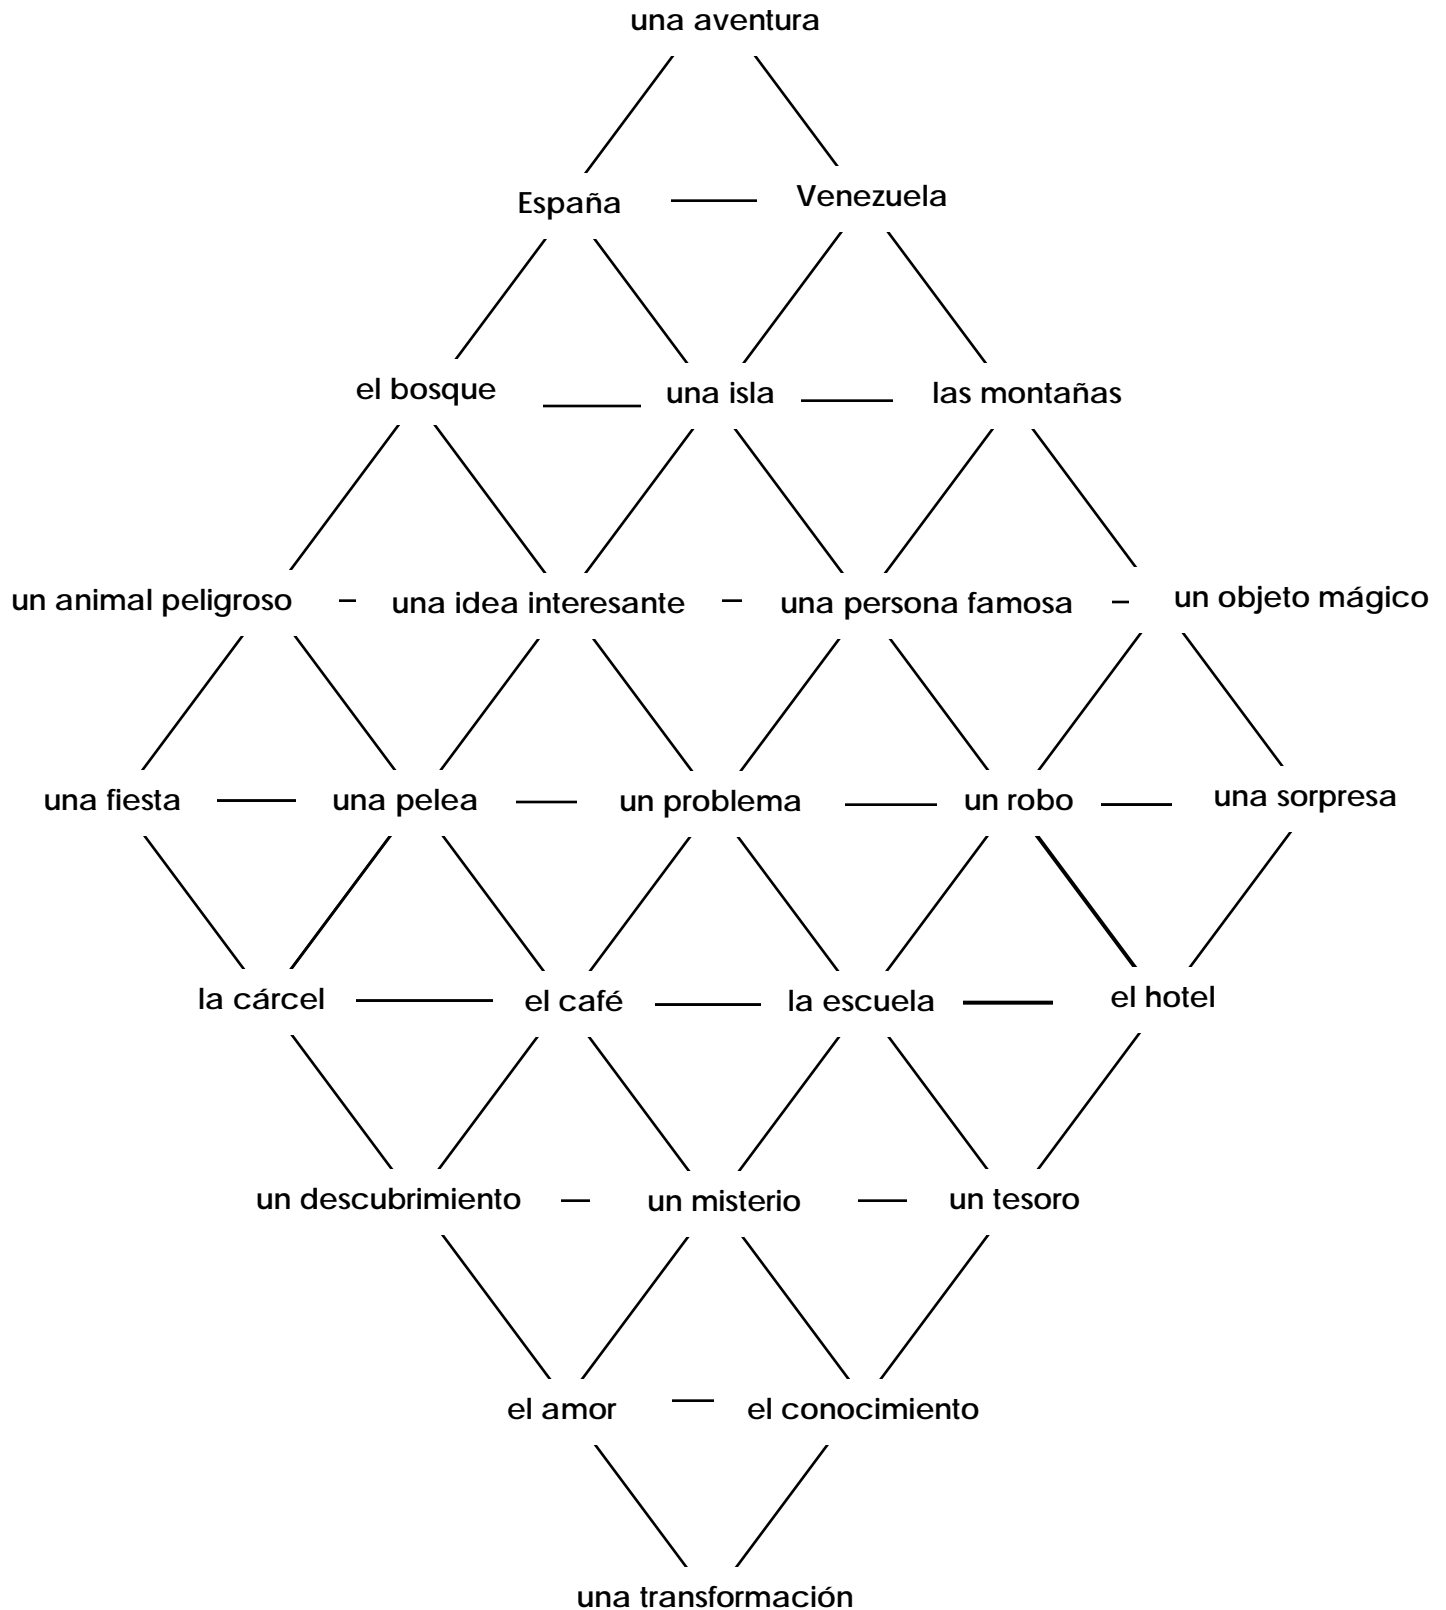 una aventura
España Venezuela
el bosque una isla las montañas
un animal peligroso una idea interesante una persona famosa un objeto mágico
una fiesta una pelea un problema un robo una sorpresa
la cárcel el café la escuela el hotel
un descubrimiento un misterio un tesoro
el amor el conocimiento
una transformación